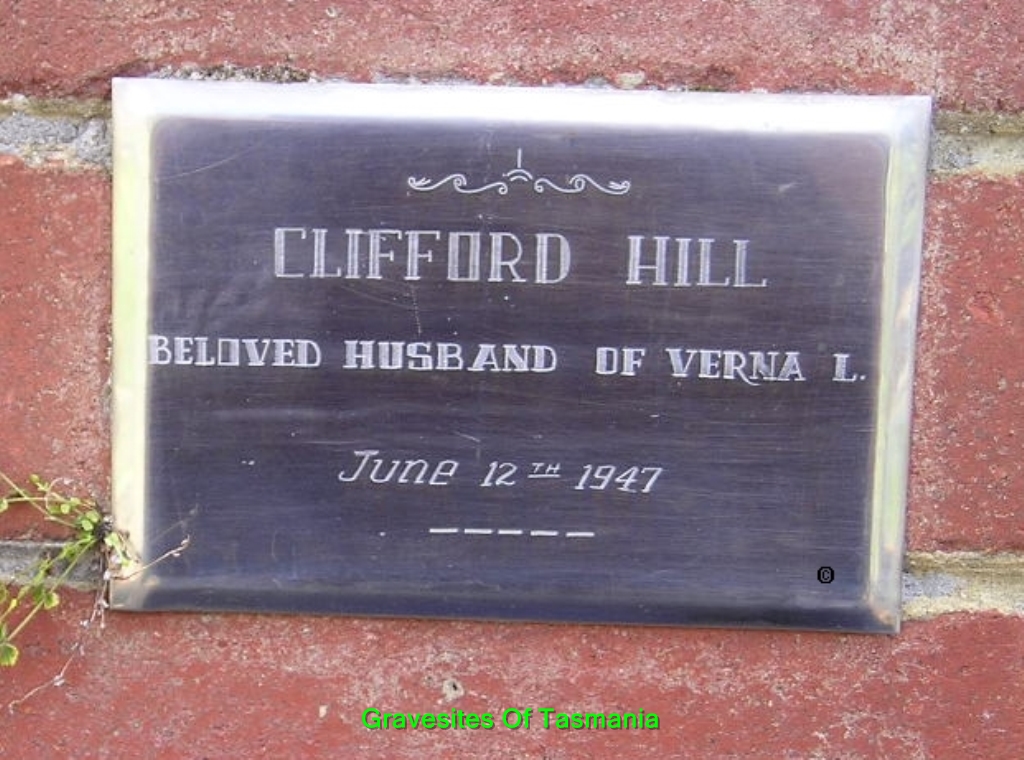 CLIFFORD HILL
BELOVED HUSBAND OF VERNA L.
June 12TH 1947
©
Gravesites Of Tasmania